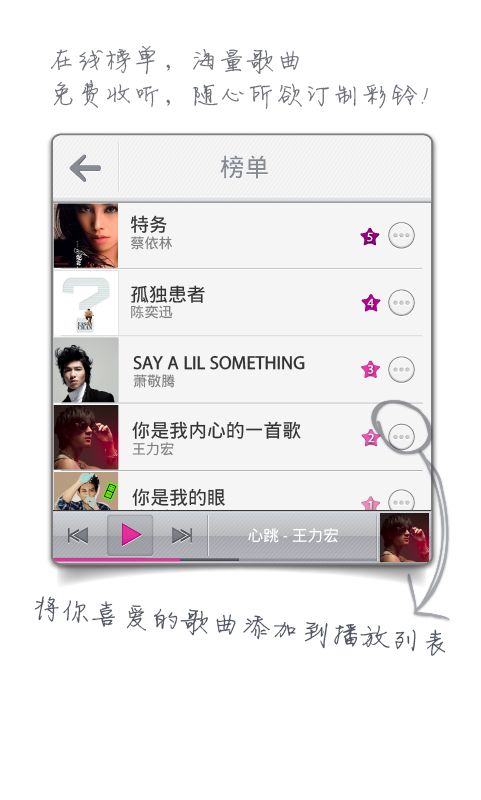 在线榜单，海量歌曲
免费收听，随心所欲订制彩铃!
榜单
特务
蔡依林
5
孤独患者
陈奕迅
4
SAY A LIL SOMETHING
萧敬腾
3
你是我内心的一首歌
王力宏
2
你是我的眼
1
心跳 - 王力宏
将你喜爱的歌曲添加到播放列表